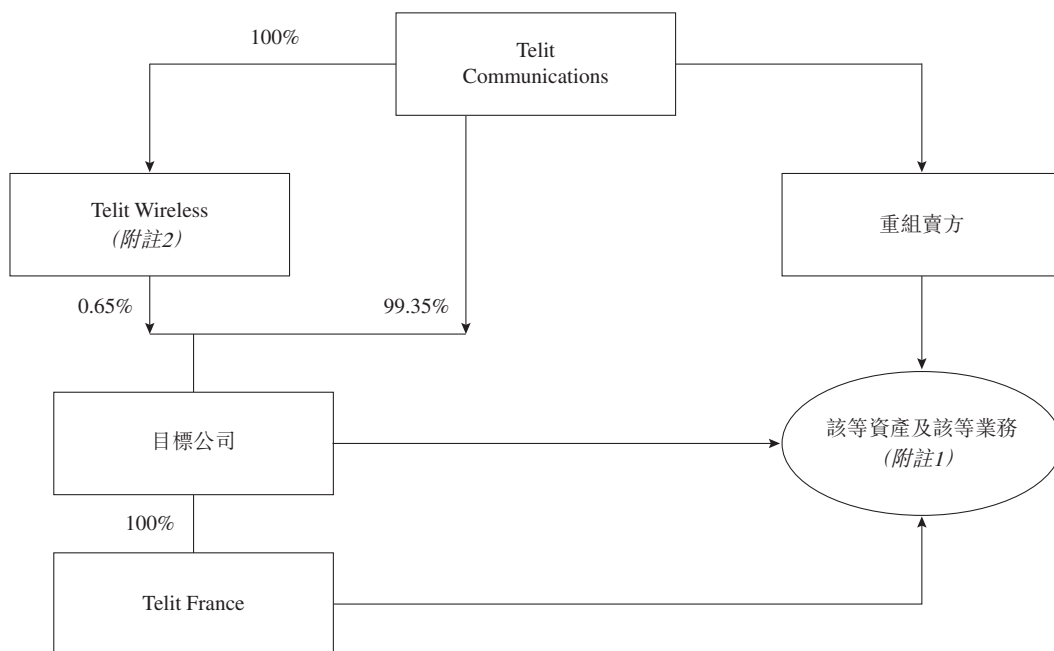 100%
Telit
Communications
Telit Wireless
（附註2）
重組賣方
0.65%
99.35%
目標公司
該等資產及該等業務
（附註1）
100%
Telit France